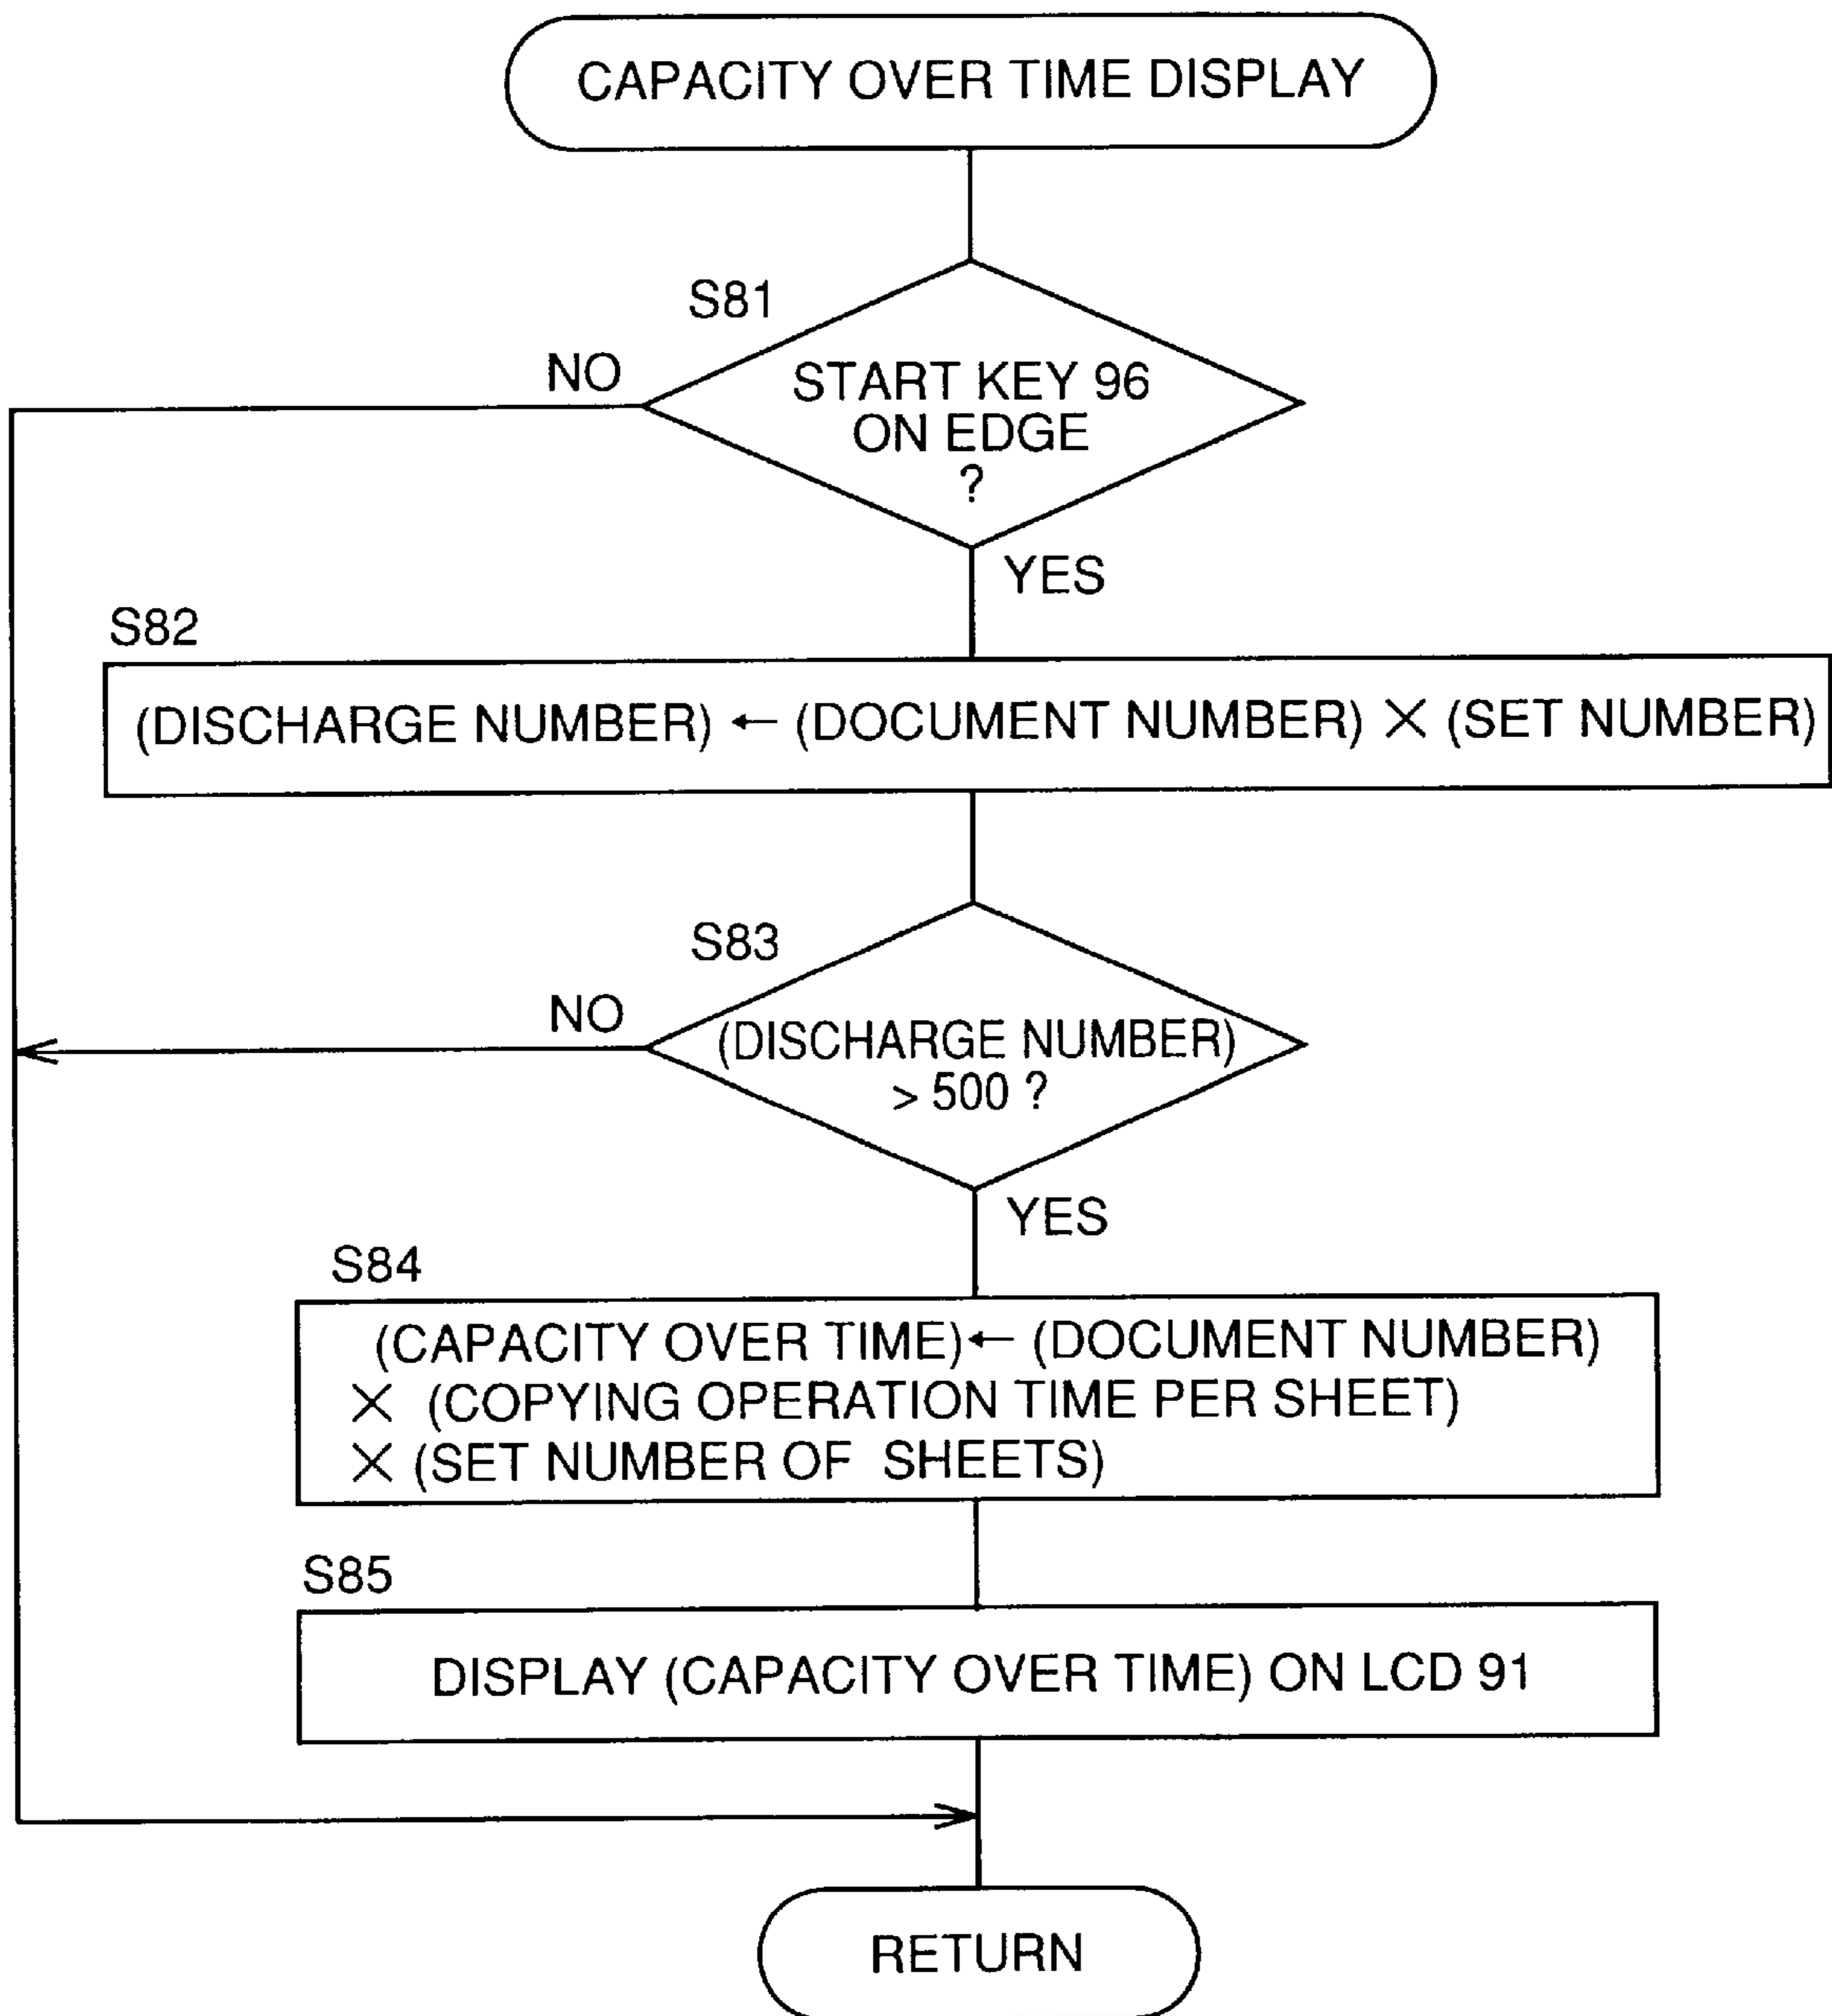 CAPACITY OVER TIME DISPLAY
S81
NO
START KEY 96
ON EDGE
?
YES
S82
(DISCHARGE NUMBER) ← (DOCUMENT NUMBER) × (SET NUMBER)
S83
NO
(DISCHARGE NUMBER)
> 500 ?
YES
S84
(CAPACITY OVER TIME) ← (DOCUMENT NUMBER)
× (COPYING OPERATION TIME PER SHEET)
× (SET NUMBER OF SHEETS)
S85
DISPLAY (CAPACITY OVER TIME) ON LCD 91
RETURN